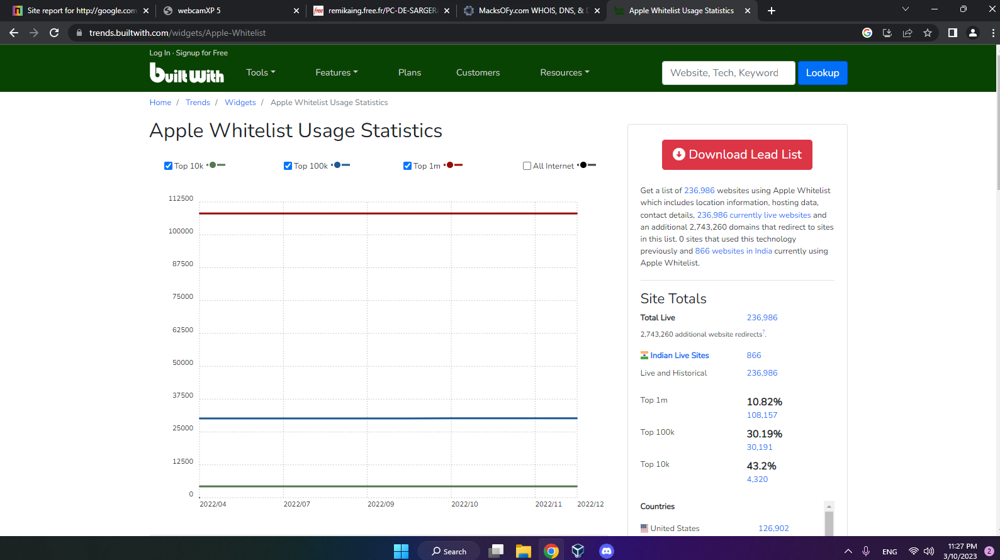 Site report for http://google.com
webcamXP 5
free
remikaing.free.fr/PC-DE-SARGER
MacksOFy.com WHOIS, DNS, &
Apple Whitelist Usage Statistics
trends.builtwith.com/widgets/Apple-Whitelist
Log In · Signup for Free
built with
Tools
Features
Plans
Customers
Resources
Website, Tech, Keyword
Lookup
Home / Trends / Widgets / Apple Whitelist Usage Statistics
Apple Whitelist Usage Statistics
Top 10k
Top 100k
Top 1m
All Internet
112500
100000
87500
75000
62500
50000
37500
25000
12500
0
2022/04
2022/07
2022/09
2022/10
2022/11
2022/12
Download Lead List
Get a list of 236,986 websites using Apple Whitelist
which includes location information, hosting data,
contact details, 236,986 currently live websites and
an additional 2,743,260 domains that redirect to sites
in this list. 0 sites that used this technology
previously and 866 websites in India currently using
Apple Whitelist.
Site Totals
Total Live 236,986
2,743,260 additional website redirects?.
Indian Live Sites 866
Live and Historical 236,986
Top 1m 10.82%
108,157
Top 100k 30.19%
30,191
Top 10k 43.2%
4,320
Countries
United States 126,902
Search
ENG
11:27 PM
3/10/2023
2